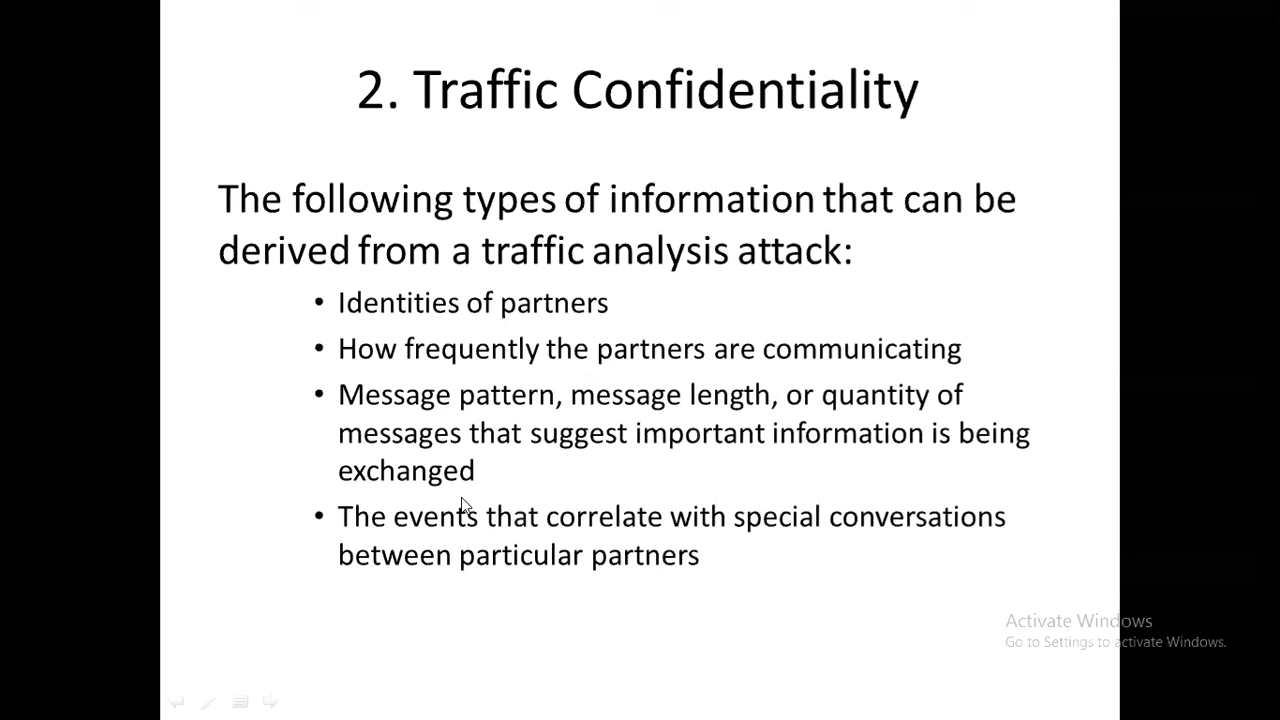 2. Traffic Confidentiality
The following types of information that can be
derived from a traffic analysis attack:
• Identities of partners
• How frequently the partners are communicating
• Message pattern, message length, or quantity of
messages that suggest important information is being
exchanged
• The events that correlate with special conversations
between particular partners
Activate Windows
Go to Settings to activate Windows.